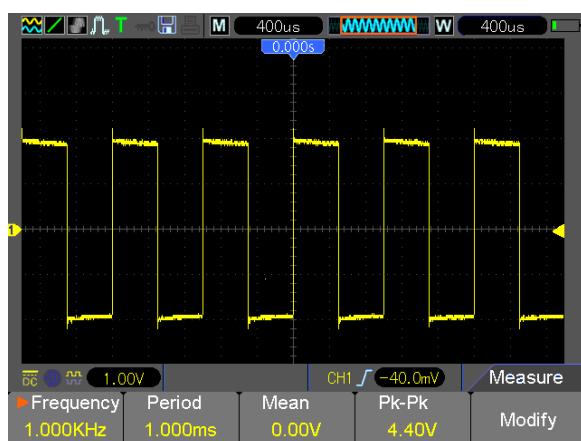 T M 400us W 400us
0.000s
1
DC 1.00V CH1 -40.0mV Measure
Frequency Period Mean Pk-Pk Modify
1.000KHz 1.000ms 0.00V 4.40V